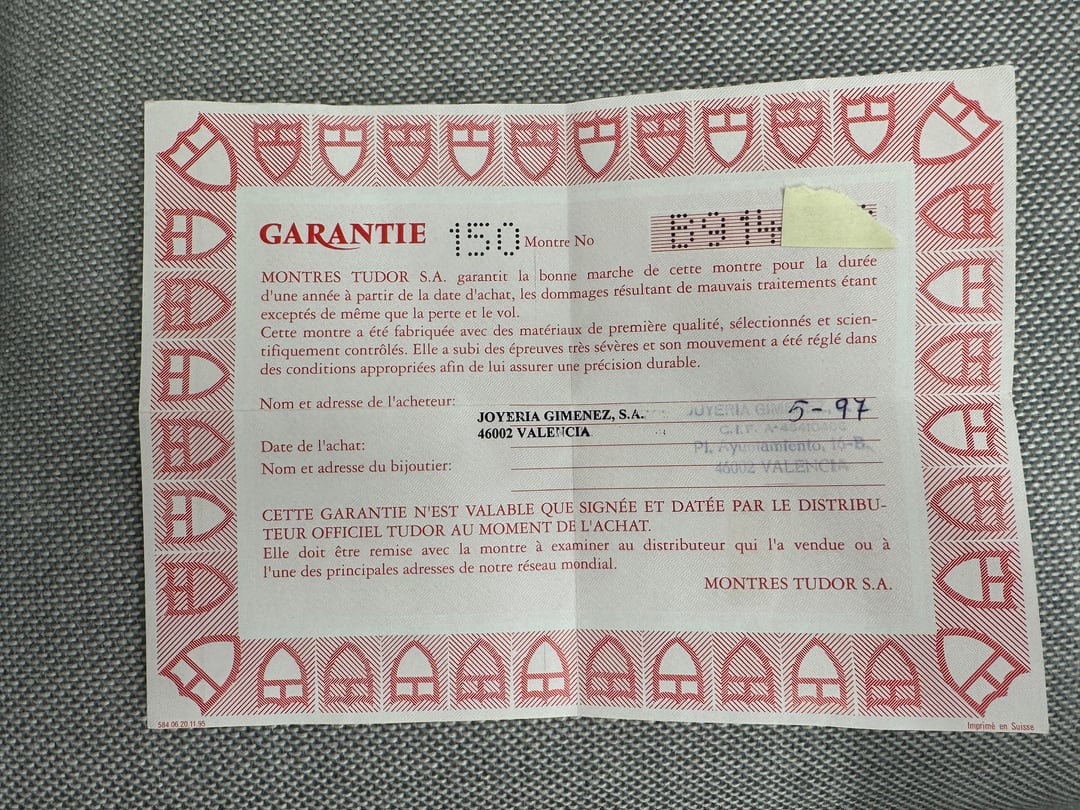 GARANTIE 150 Montre No B914
MONTRES TUDOR S.A. garantit la bonne marche de cette montre pour la durée
d'une année à partir de la date d'achat, les dommages résultant de mauvais traitements étant
exceptés de même que la perte et le vol.
Cette montre a été fabriquée avec des matériaux de première qualité, sélectionnés et scien-
tifiquement contrôlés. Elle a subi des épreuves très sévères et son mouvement a été réglé dans
des conditions appropriées afin de lui assurer une précision durable.
Nom et adresse de l'acheteur:
JOYERIA GIMENEZ, S.A. JOYERIA 5-97
46002 VALENCIA C.I.F.
Date de l'achat: Pl. Ayuntamiento, 10-B
Nom et adresse du bijoutier: 46002 VALENCIA
CETTE GARANTIE N'EST VALABLE QUE SIGNÉE ET DATÉE PAR LE DISTRIBU-
TEUR OFFICIEL TUDOR AU MOMENT DE L'ACHAT.
Elle doit être remise avec la montre à examiner au distributeur qui l'a vendue ou à
l'une des principales adresses de notre réseau mondial.
MONTRES TUDOR S.A.
584 06 20 11 95 Imprimé en Suisse